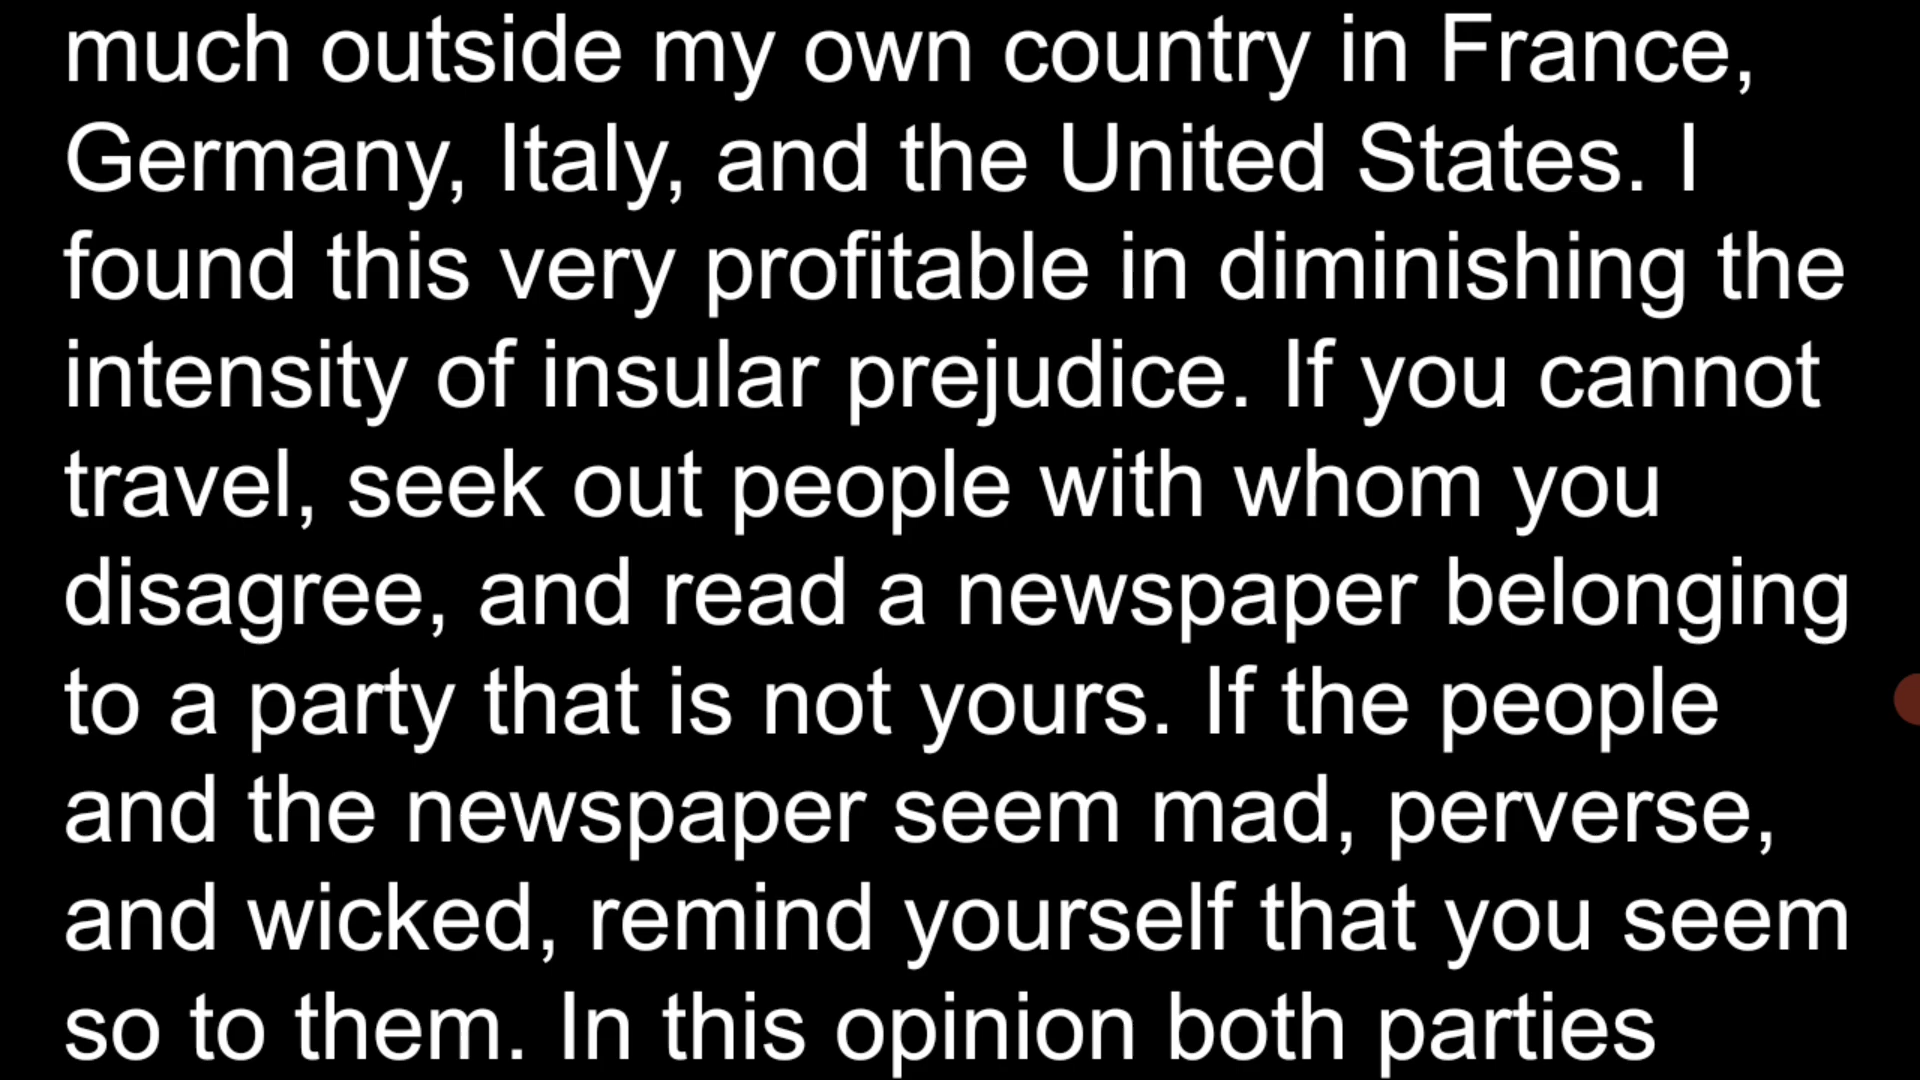 much outside my own country in France,
Germany, Italy, and the United States. I
found this very profitable in diminishing the
intensity of insular prejudice. If you cannot
travel, seek out people with whom you
disagree, and read a newspaper belonging
to a party that is not yours. If the people
and the newspaper seem mad, perverse,
and wicked, remind yourself that you seem
so to them. In this opinion both parties